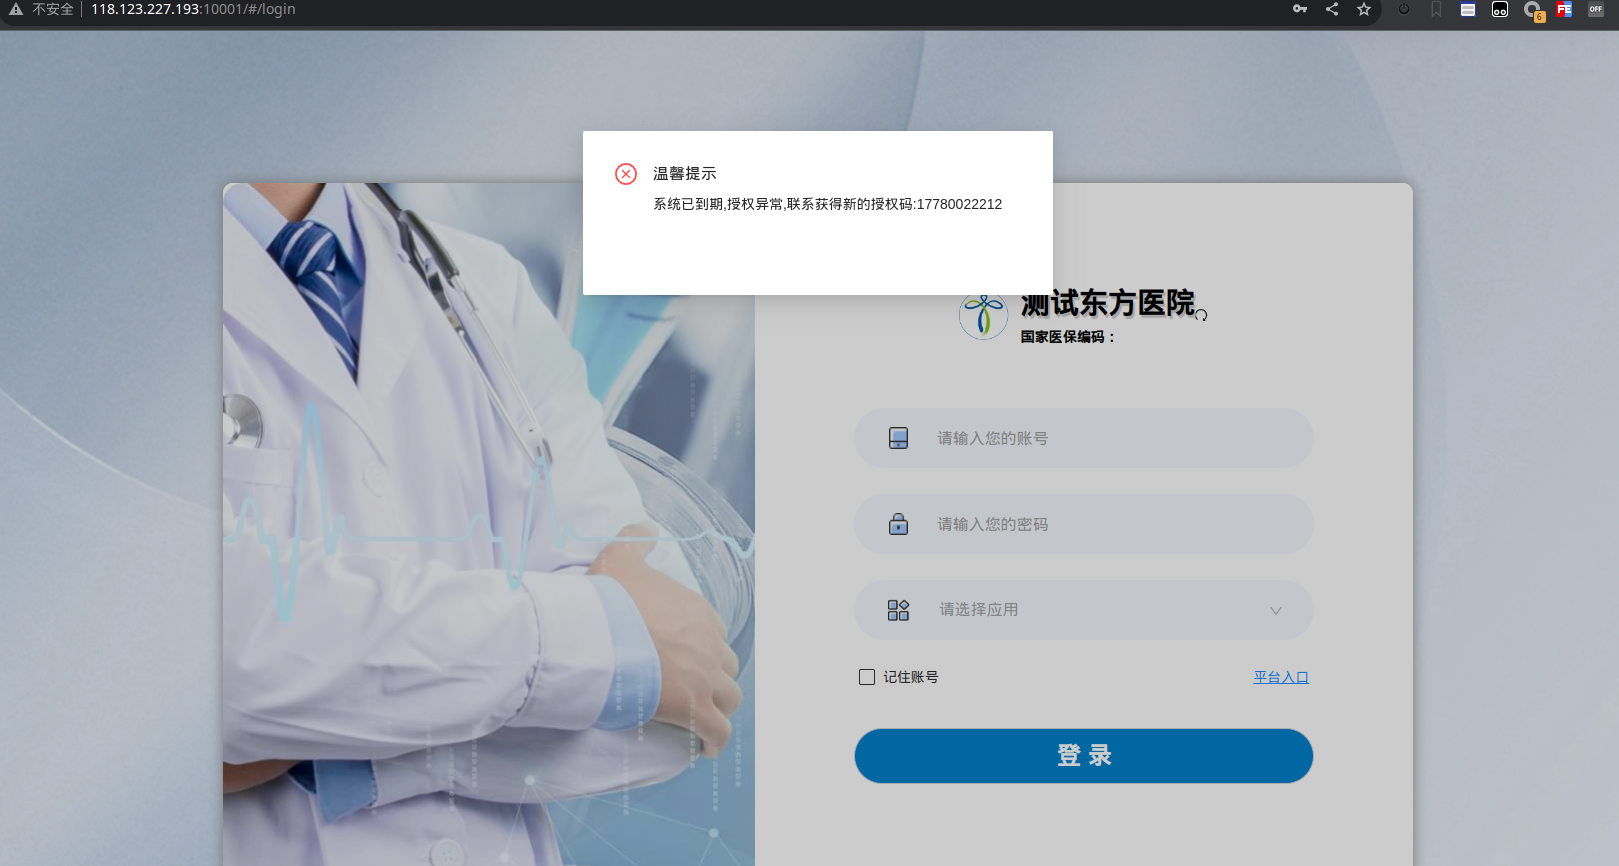 不安全 118.123.227.193:10001/#/login
6
FE
OFF
温馨提示
系统已到期,授权异常,联系获得新的授权码:17780022212
测试东方医院
国家医保编码：
请输入您的账号
请输入您的密码
请选择应用
记住账号
平台入口
登录